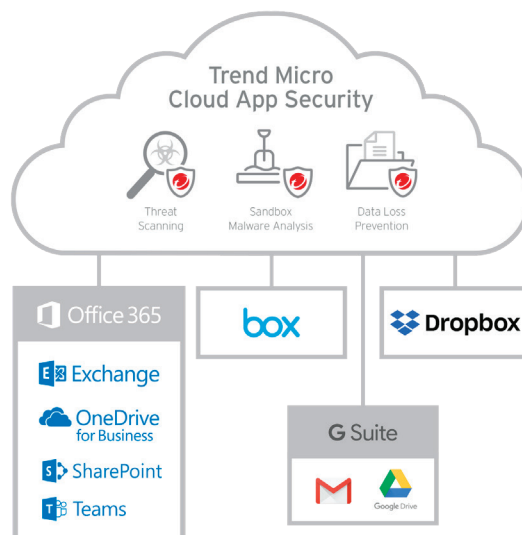 Trend Micro
Cloud App Security
Threat
Scanning
Sandbox
Malware Analysis
Data Loss
Prevention
Office 365
Exchange
OneDrive
for Business
SharePoint
Teams
box
Dropbox
G Suite
Google Drive